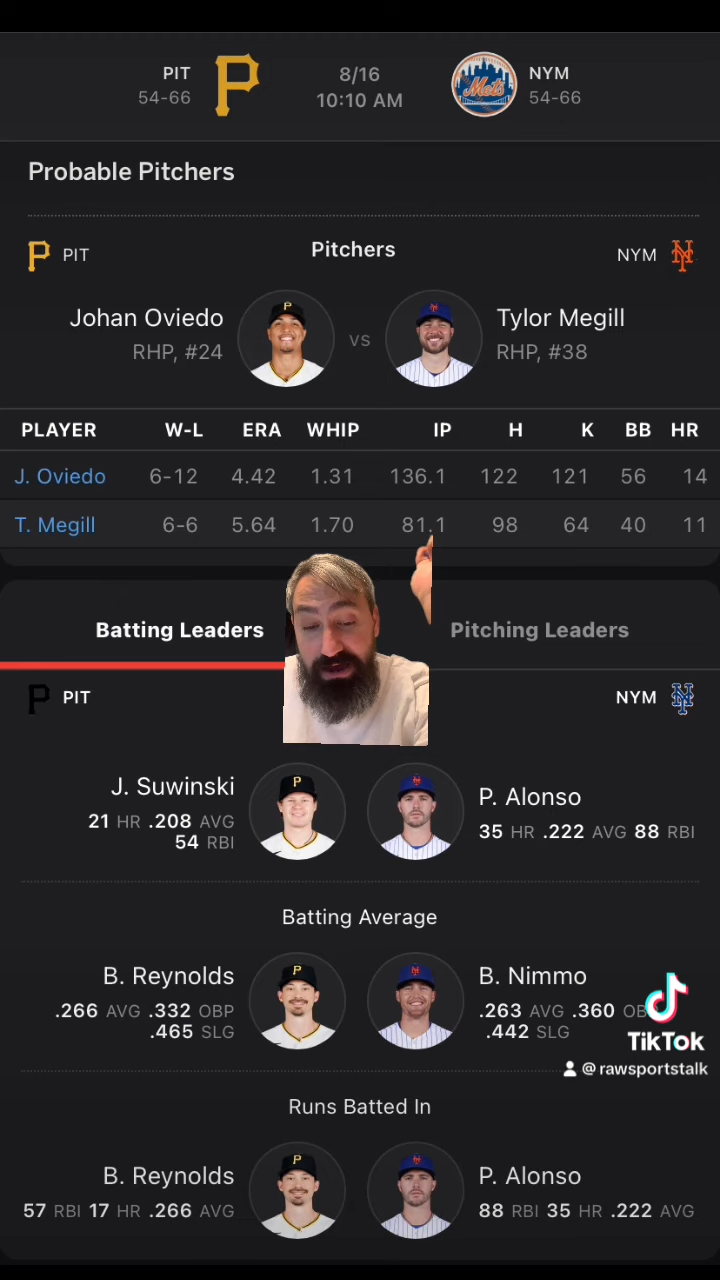 PIT 8/16 NYM
54-66 10:10 AM 54-66
Mets
Probable Pitchers
PIT Pitchers NYM
Johan Oviedo vs Tylor Megill
RHP, #24 RHP, #38
PLAYER W-L ERA WHIP IP H K BB HR
J. Oviedo 6-12 4.42 1.31 136.1 122 121 56 14
T. Megill 6-6 5.64 1.70 81.1 98 64 40 11
Batting Leaders Pitching Leaders
PIT NYM
J. Suwinski P. Alonso
21 HR .208 AVG 35 HR .222 AVG 88 RBI
54 RBI
Batting Average
B. Reynolds B. Nimmo
.266 AVG .332 OBP .263 AVG .360 OB
.465 SLG .442 SLG
TikTok
@rawsportstalk
Runs Batted In
B. Reynolds P. Alonso
57 RBI 17 HR .266 AVG 88 RBI 35 HR .222 AVG